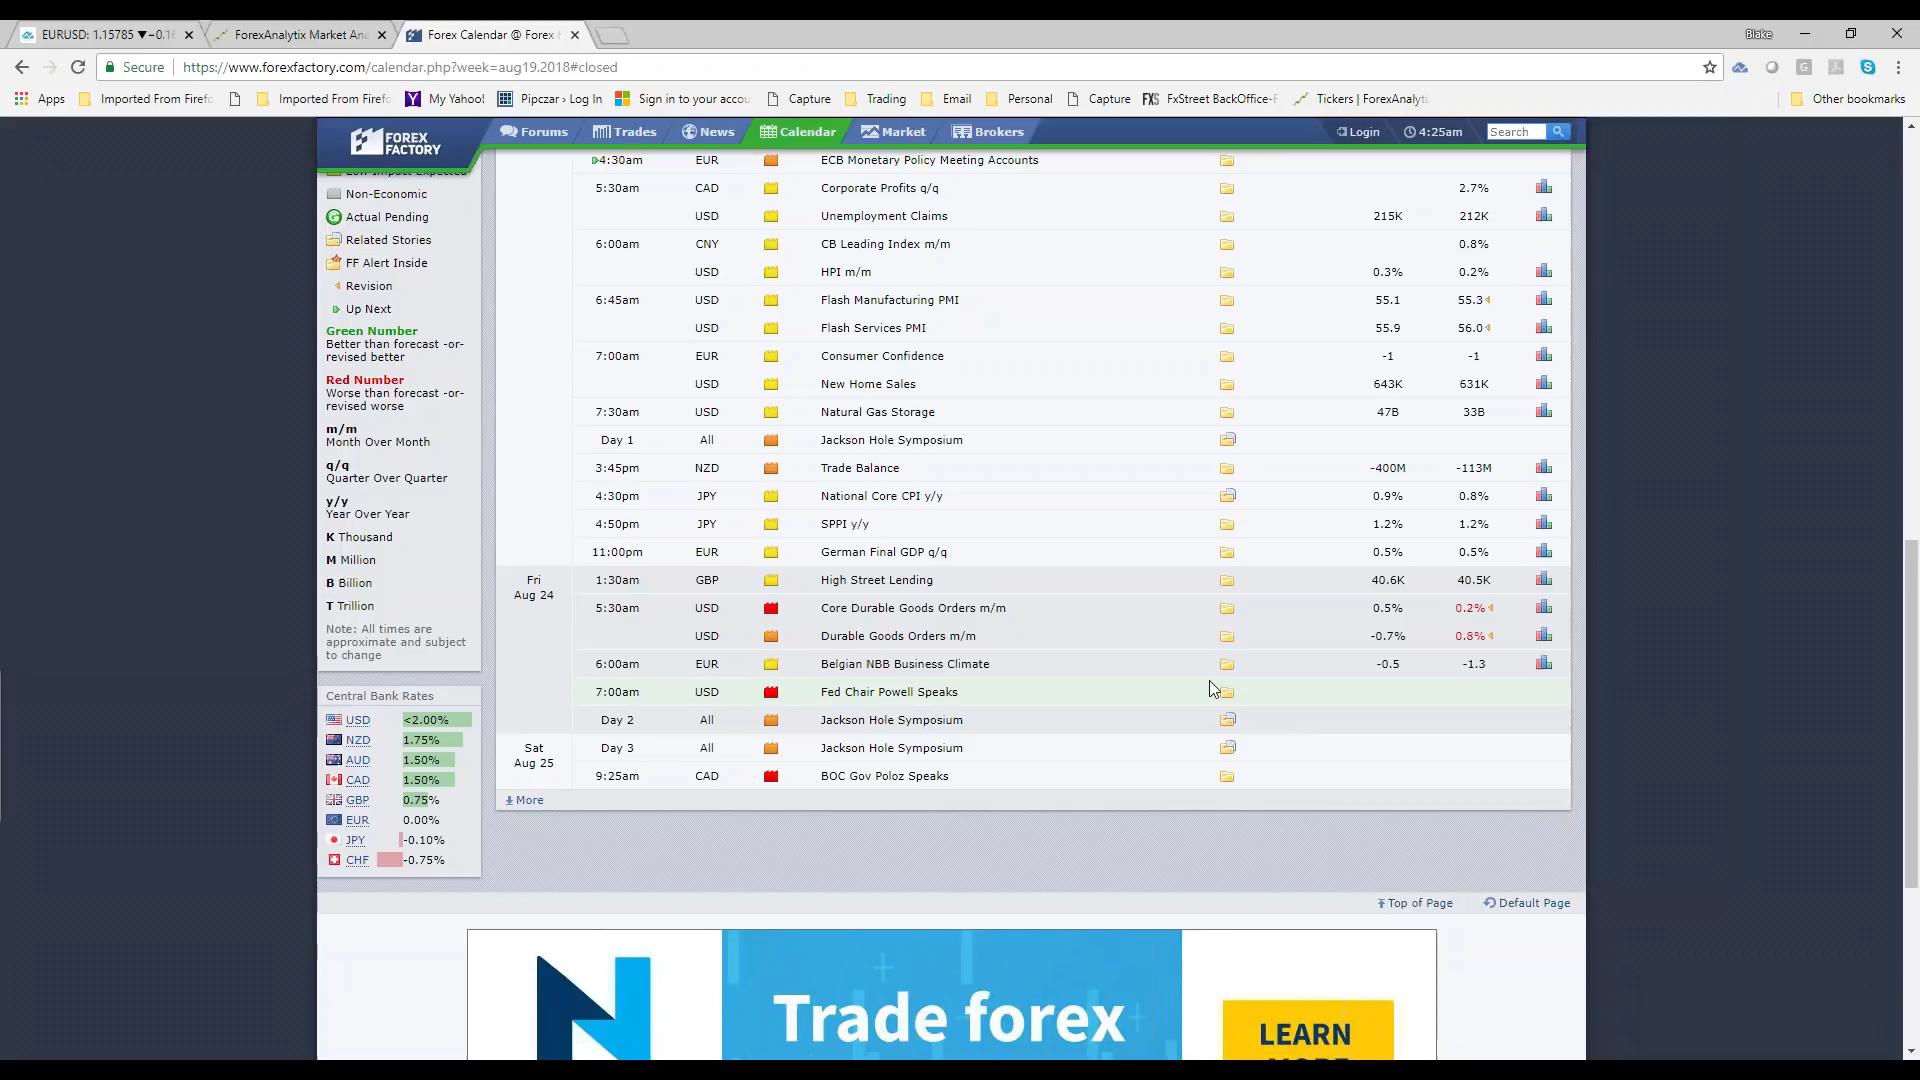 EURUSD: 1.15785 ▼−0.1
ForexAnalytix Market Ana
Forex Calendar @ Forex F
Blake
Secure
https://www.forexfactory.com/calendar.php?week=aug19.2018#closed
Apps
Imported From Firefo
Imported From Firefo
My Yahoo!
Pipczar › Log In
Sign in to your accou
Capture
Trading
Email
Personal
Capture
FXS FxStreet BackOffice-F
Tickers | ForexAnalyti
Other bookmarks
FOREX
FACTORY
Forums
Trades
News
Calendar
Market
Brokers
Login
4:25am
Search
Low Impact Expected
Non-Economic
Actual Pending
Related Stories
FF Alert Inside
Revision
Up Next
Green Number
Better than forecast -or-
revised better
Red Number
Worse than forecast -or-
revised worse
m/m
Month Over Month
q/q
Quarter Over Quarter
y/y
Year Over Year
K Thousand
M Million
B Billion
T Trillion
Note: All times are
approximate and subject
to change
Central Bank Rates
USD <2.00%
NZD 1.75%
AUD 1.50%
CAD 1.50%
GBP 0.75%
EUR 0.00%
JPY -0.10%
CHF -0.75%
4:30am EUR ECB Monetary Policy Meeting Accounts
5:30am CAD Corporate Profits q/q 2.7%
USD Unemployment Claims 215K 212K
6:00am CNY CB Leading Index m/m 0.8%
USD HPI m/m 0.3% 0.2%
6:45am USD Flash Manufacturing PMI 55.1 55.3
USD Flash Services PMI 55.9 56.0
7:00am EUR Consumer Confidence -1 -1
USD New Home Sales 643K 631K
7:30am USD Natural Gas Storage 47B 33B
Day 1 All Jackson Hole Symposium
3:45pm NZD Trade Balance -400M -113M
4:30pm JPY National Core CPI y/y 0.9% 0.8%
4:50pm JPY SPPI y/y 1.2% 1.2%
11:00pm EUR German Final GDP q/q 0.5% 0.5%
Fri
Aug 24
1:30am GBP High Street Lending 40.6K 40.5K
5:30am USD Core Durable Goods Orders m/m 0.5% 0.2%
USD Durable Goods Orders m/m -0.7% 0.8%
6:00am EUR Belgian NBB Business Climate -0.5 -1.3
7:00am USD Fed Chair Powell Speaks
Day 2 All Jackson Hole Symposium
Sat
Aug 25
Day 3 All Jackson Hole Symposium
9:25am CAD BOC Gov Poloz Speaks
More
Top of Page
Default Page
Trade forex
LEARN
MORE